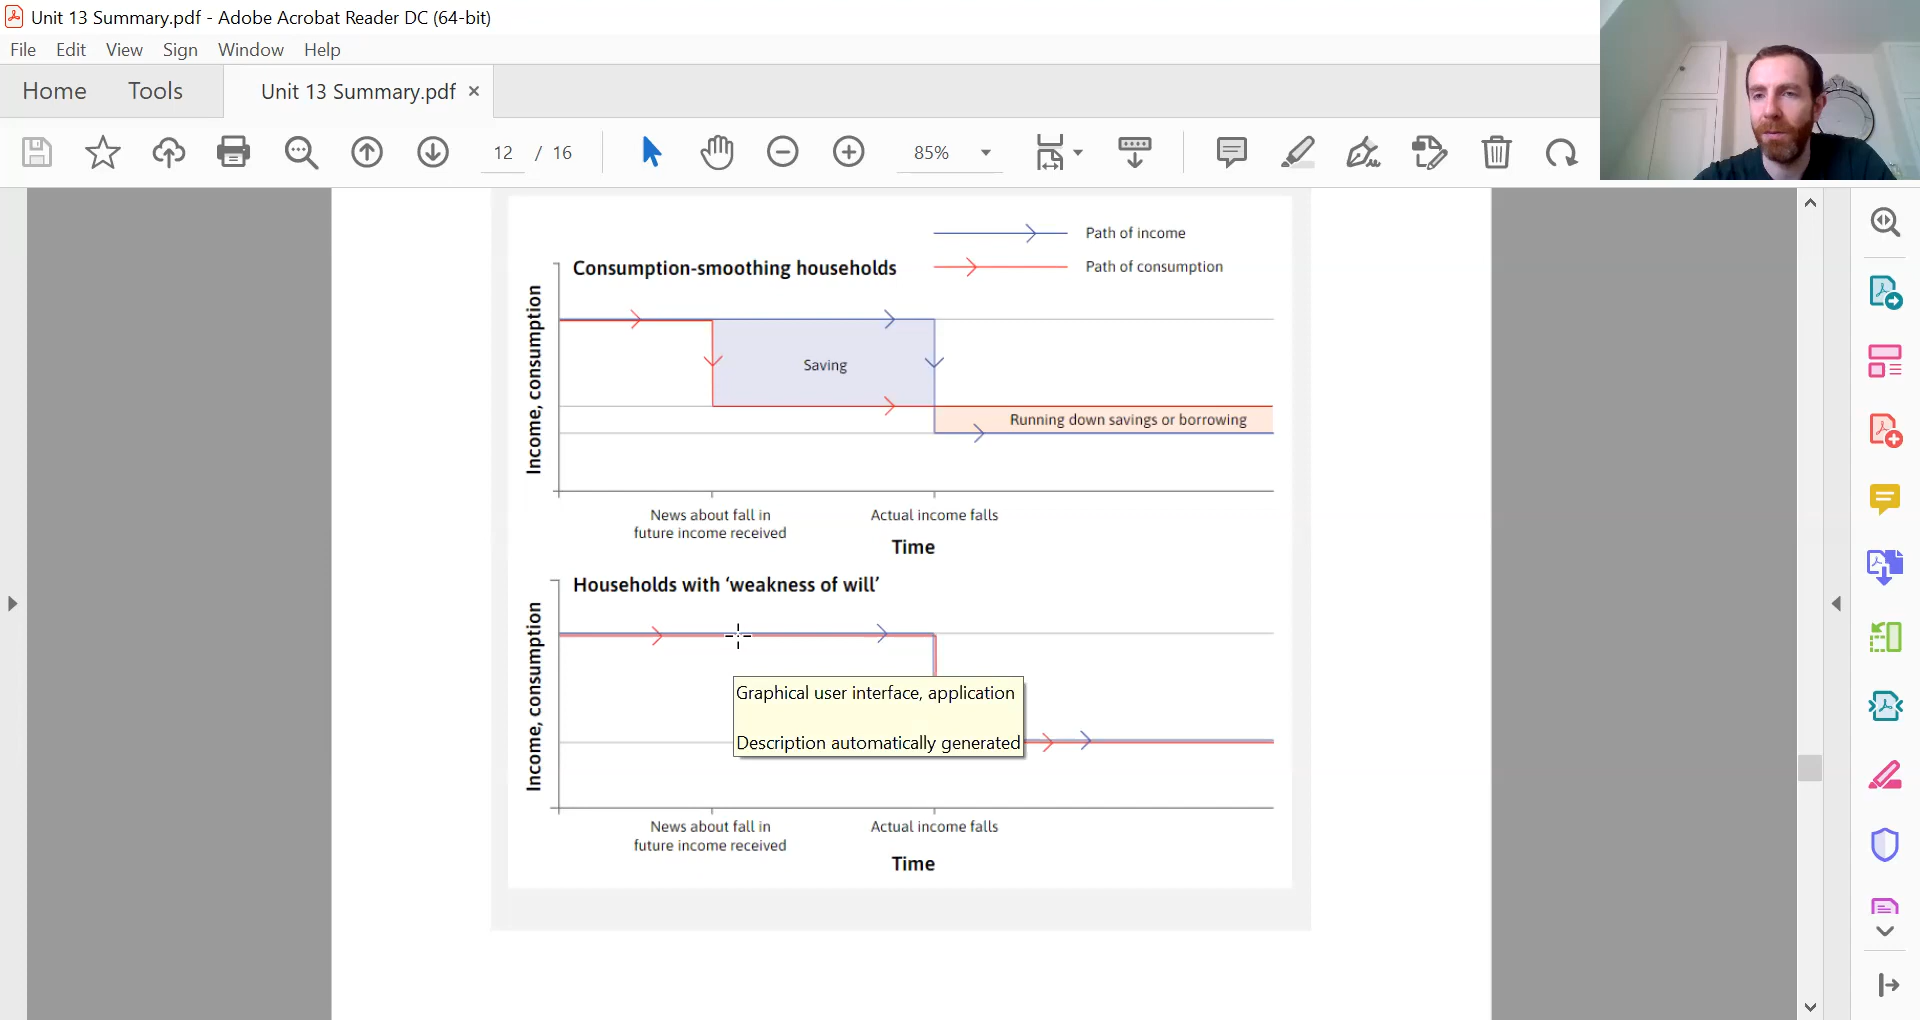 Unit 13 Summary.pdf - Adobe Acrobat Reader DC (64-bit)
File Edit View Sign Window Help
Home Tools Unit 13 Summary.pdf ×
12 / 16 85%
Path of income
Consumption-smoothing households
Path of consumption
Income, consumption
Saving
Running down savings or borrowing
News about fall in
future income received
Actual income falls
Time
Households with ‘weakness of will’
Income, consumption
Graphical user interface, application
Description automatically generated
News about fall in
future income received
Actual income falls
Time